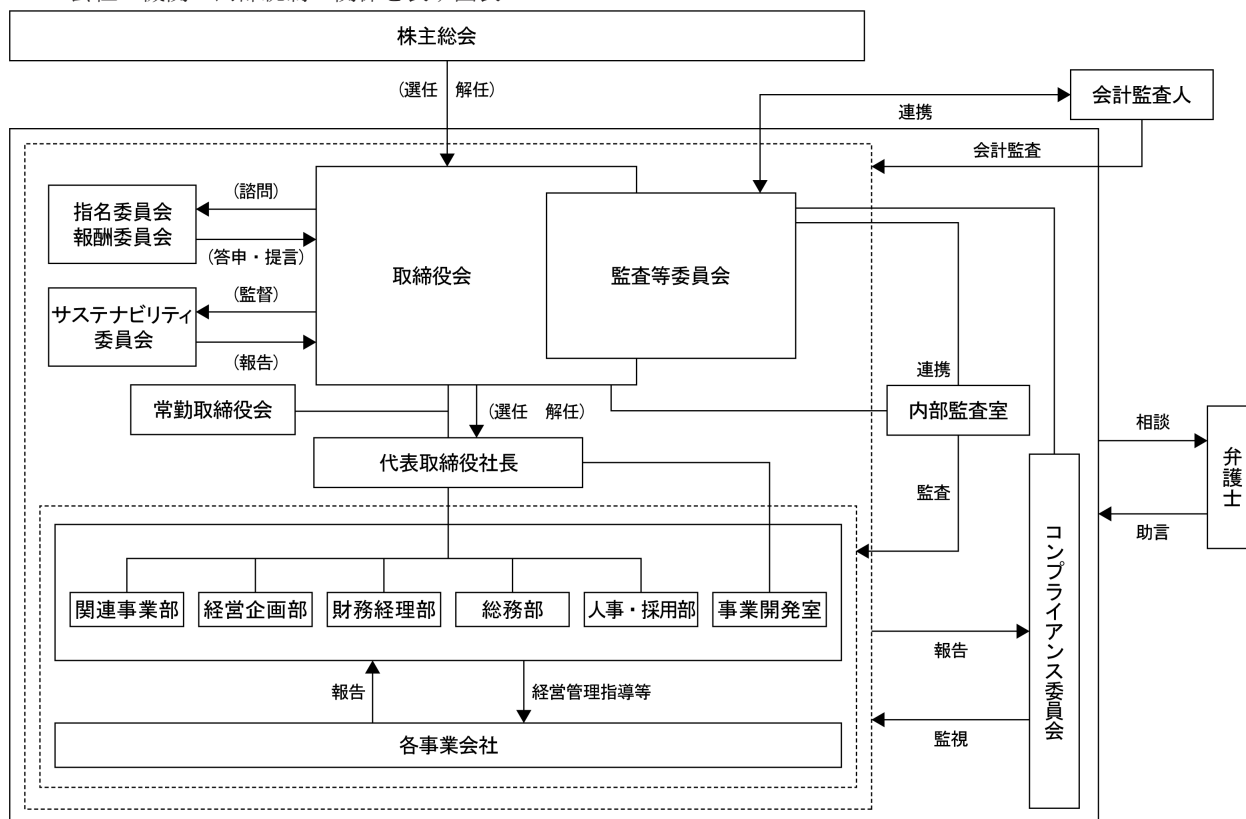 株主総会
(選任 解任)
会計監査人
連携
会計監査
指名委員会
報酬委員会
(諮問)
(答申・提言)
取締役会
監査等委員会
サステナビリティ
委員会
(監督)
(報告)
連携
常勤取締役会
(選任 解任)
内部監査室
相談
弁護士
代表取締役社長
監査
助言
コンプライアンス委員会
関連事業部
経営企画部
財務経理部
総務部
人事・採用部
事業開発室
報告
報告
経営管理指導等
監視
各事業会社